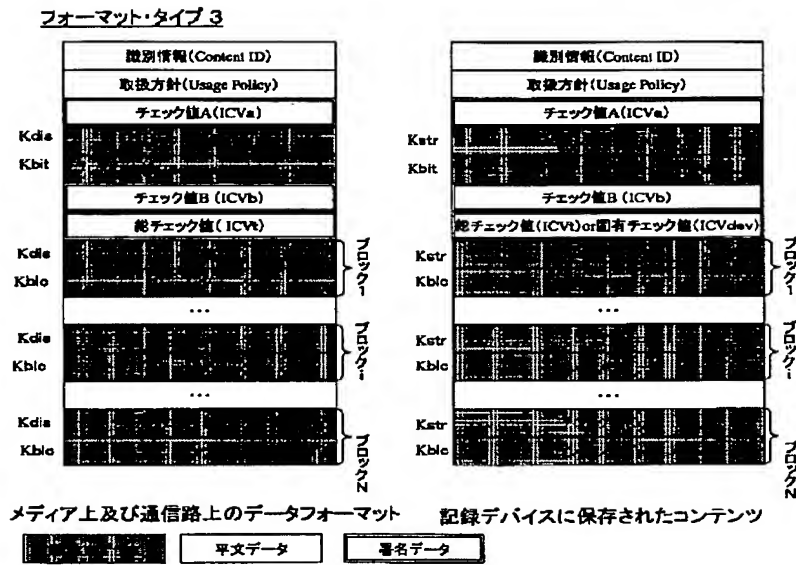 フォーマット・タイプ 3
識別情報(Content ID)
取扱方針(Usage Policy)
チェック値A(ICVa)
Kdis
Kbit
チェック値B (ICVb)
総チェック値( ICVt)
Kdis
Kblc
ブロック1
...
Kdis
Kblc
ブロックi
...
Kdis
Kblc
ブロックN
メディア上及び通信路上のデータフォーマット
識別情報(Content ID)
取扱方針(Usage Policy)
チェック値A(ICVa)
Kstr
Kbit
チェック値B (ICVb)
総チェック値(ICVt)or固有チェック値(ICVdev)
Kstr
Kblc
ブロック1
...
Kstr
Kblc
ブロックi
...
Kstr
Kblc
ブロックN
記録デバイスに保存されたコンテンツ
平文データ
署名データ